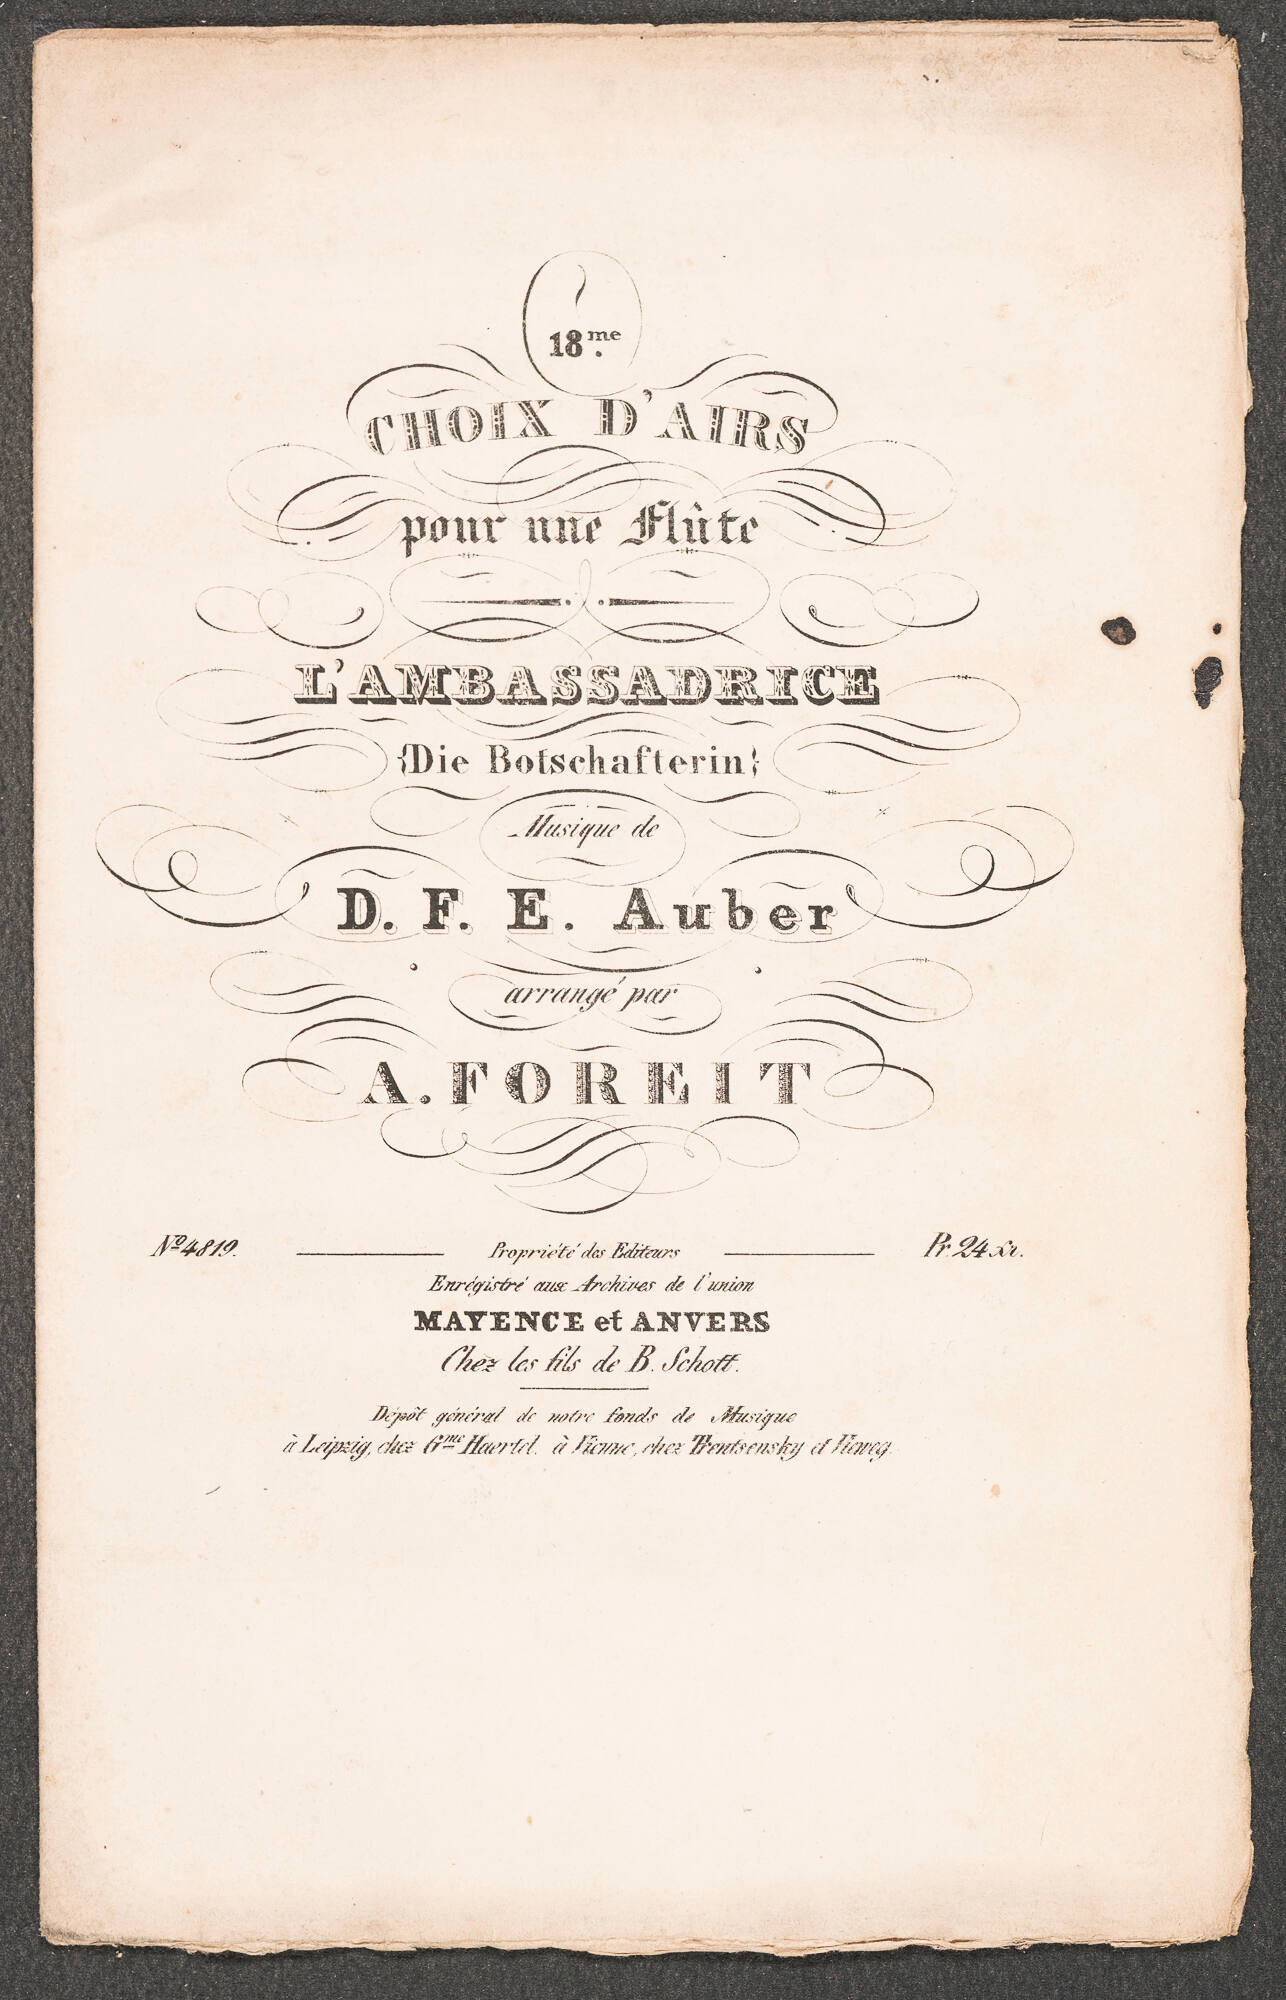 18.me
CHOIX D'AIRS
pour une Flûte
L'AMBASSADRICE
{Die Botschafterin}
Musique de
D. F. E. Auber
arrangé par
A. FOREIT
No 4819. Propriété des Editeurs Pr. 24 xr.
Enrégistré aux Archives de l'union
MAYENCE et ANVERS
Chez les fils de B. Schott.
Dépôt général de notre fonds de Musique
à Leipzig, chez Gme Haertel. à Vienne, chez Trentsensky et Vieweg.